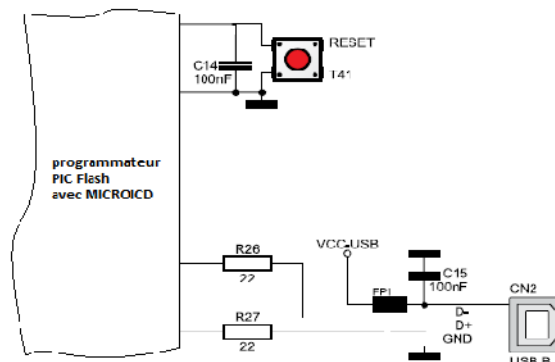 RESET
C14
100nF
T41
programmateur
PIC Flash
avec MICROICD
R26
22
VCC-USB
C15
100nF
FP1
CN2
R27
22
D-
D+
GND
USB B